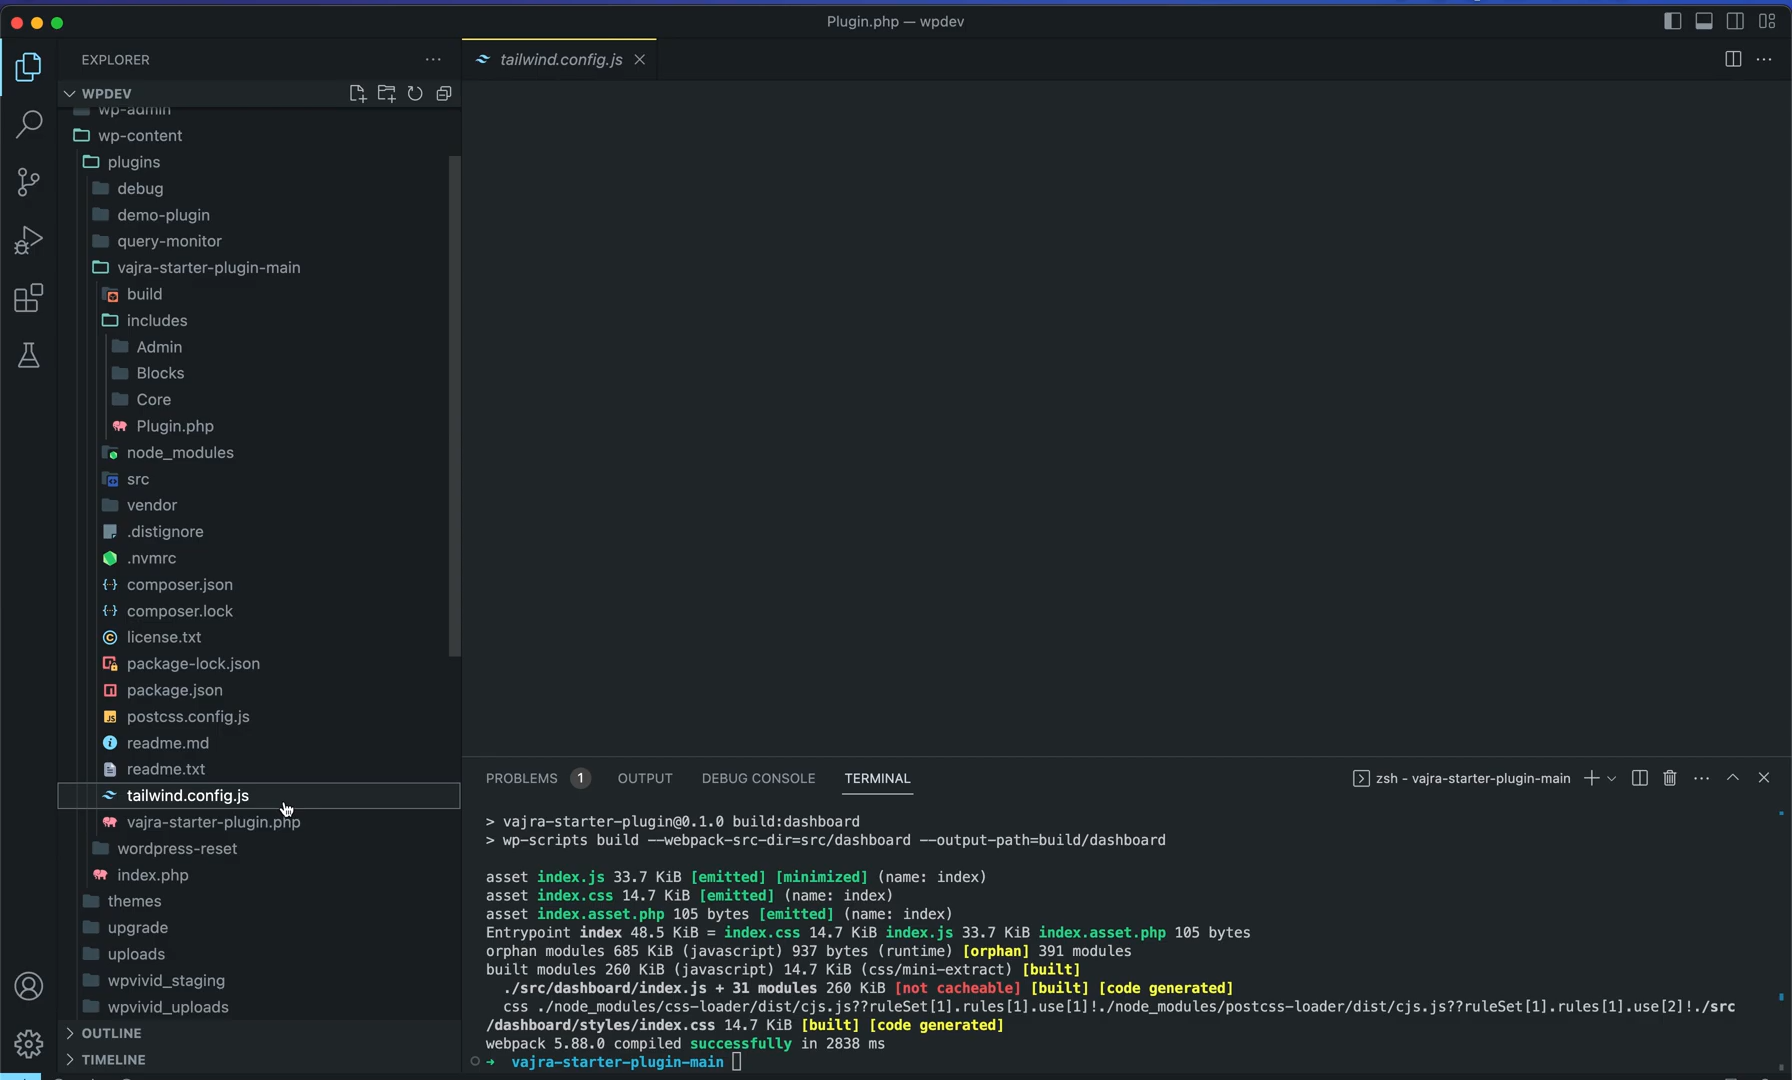 Plugin.php — wpdev
EXPLORER
tailwind.config.js
WPDEV
wp-admin
wp-content
plugins
debug
demo-plugin
query-monitor
vajra-starter-plugin-main
build
includes
Admin
Blocks
Core
Plugin.php
node_modules
src
vendor
.distignore
.nvmrc
composer.json
composer.lock
license.txt
package-lock.json
package.json
postcss.config.js
readme.md
readme.txt
tailwind.config.js
vajra-starter-plugin.php
wordpress-reset
index.php
themes
upgrade
uploads
wpvivid_staging
wpvivid_uploads
OUTLINE
TIMELINE
PROBLEMS 1 OUTPUT DEBUG CONSOLE TERMINAL zsh - vajra-starter-plugin-main
> vajra-starter-plugin@0.1.0 build:dashboard
> wp-scripts build --webpack-src-dir=src/dashboard --output-path=build/dashboard
asset index.js 33.7 KiB [emitted] [minimized] (name: index)
asset index.css 14.7 KiB [emitted] (name: index)
asset index.asset.php 105 bytes [emitted] (name: index)
Entrypoint index 48.5 KiB = index.css 14.7 KiB index.js 33.7 KiB index.asset.php 105 bytes
orphan modules 685 KiB (javascript) 937 bytes (runtime) [orphan] 391 modules
built modules 260 KiB (javascript) 14.7 KiB (css/mini-extract) [built]
./src/dashboard/index.js + 31 modules 260 KiB [not cacheable] [built] [code generated]
css ./node_modules/css-loader/dist/cjs.js??ruleSet[1].rules[1].use[1]!./node_modules/postcss-loader/dist/cjs.js??ruleSet[1].rules[1].use[2]!./src
/dashboard/styles/index.css 14.7 KiB [built] [code generated]
webpack 5.88.0 compiled successfully in 2838 ms
→ vajra-starter-plugin-main